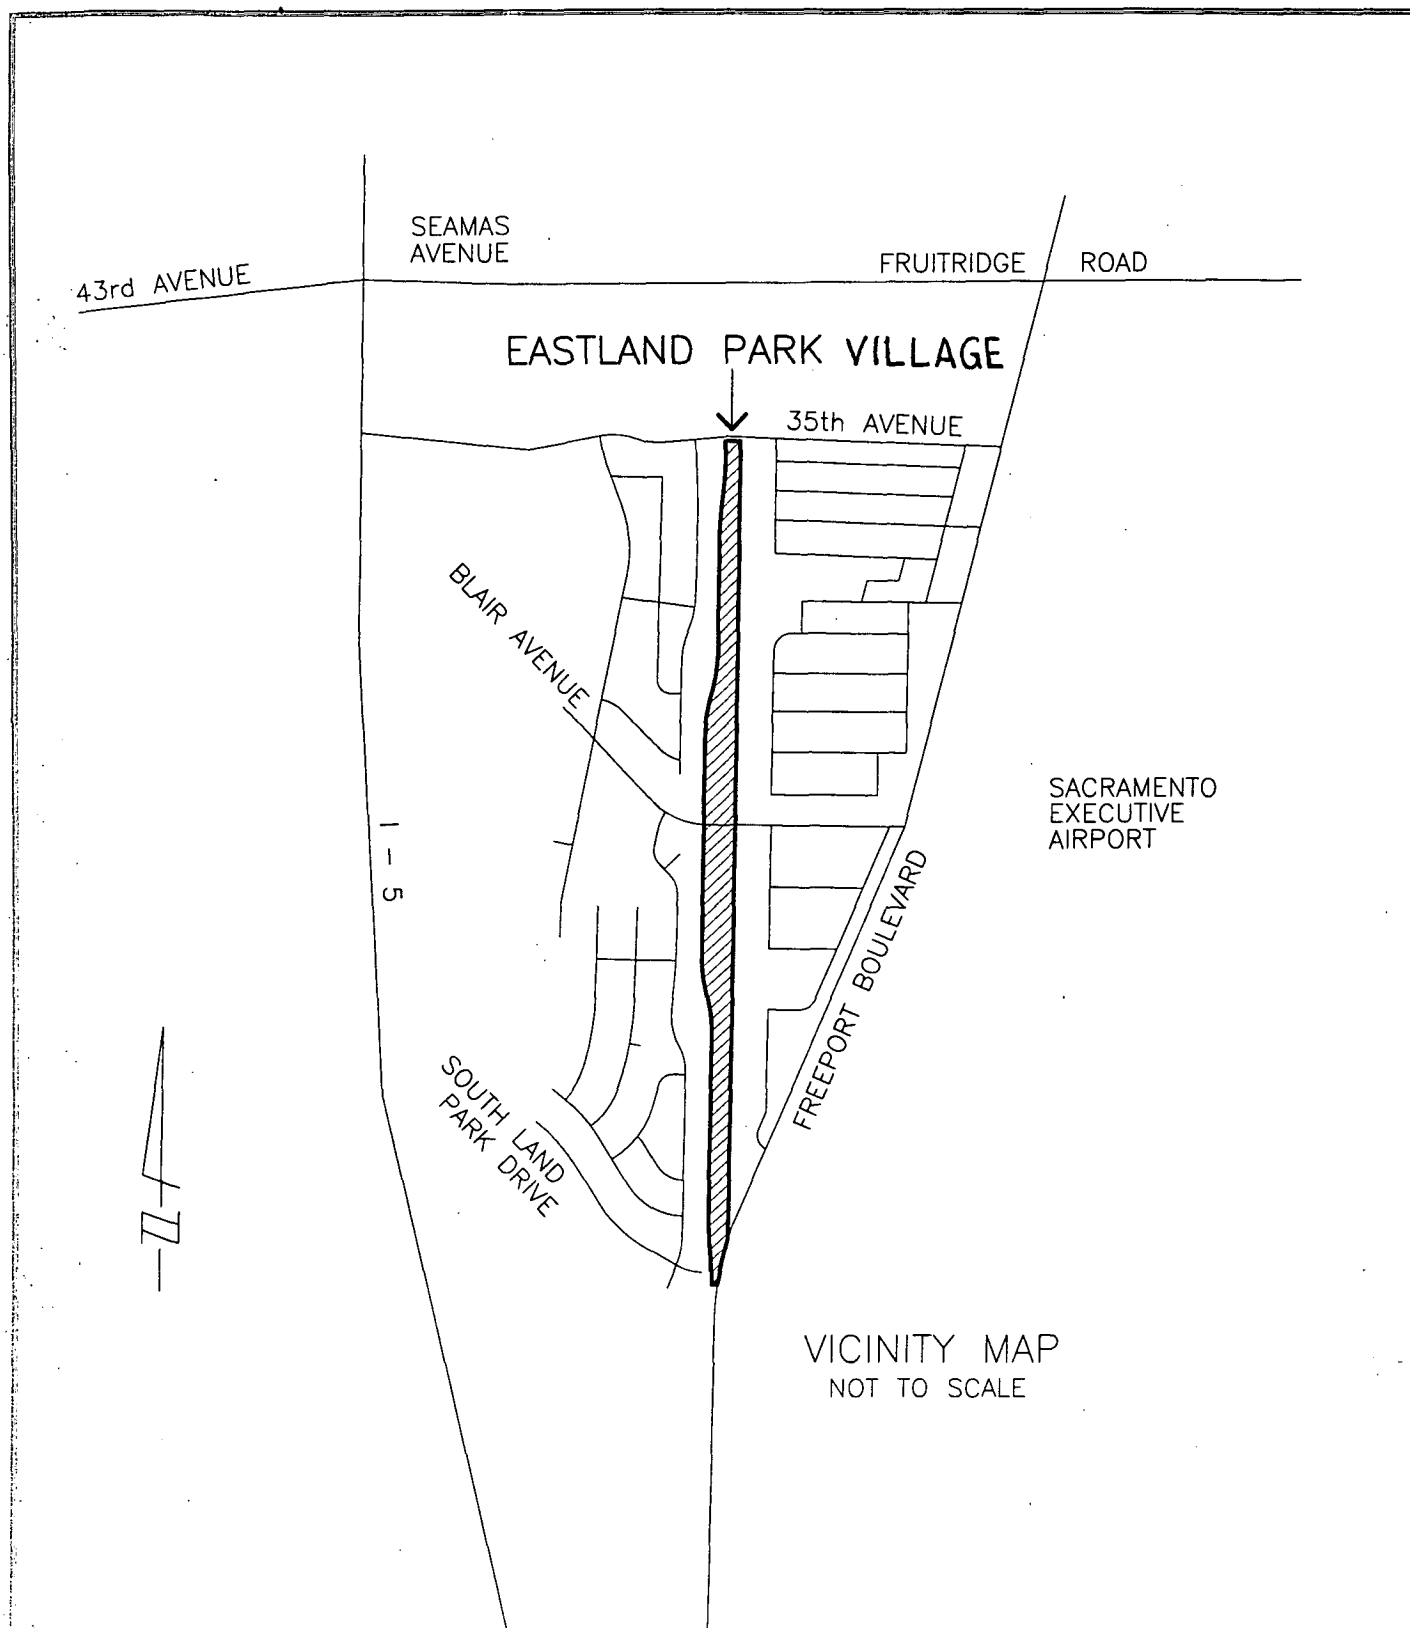 SEAMAS
AVENUE
43rd AVENUE
FRUITRIDGE ROAD
EASTLAND PARK VILLAGE
35th AVENUE
BLAIR AVENUE
SACRAMENTO
EXECUTIVE
AIRPORT
I-5
FREEPORT BOULEVARD
SOUTH LAND
PARK DRIVE
N
VICINITY MAP
NOT TO SCALE